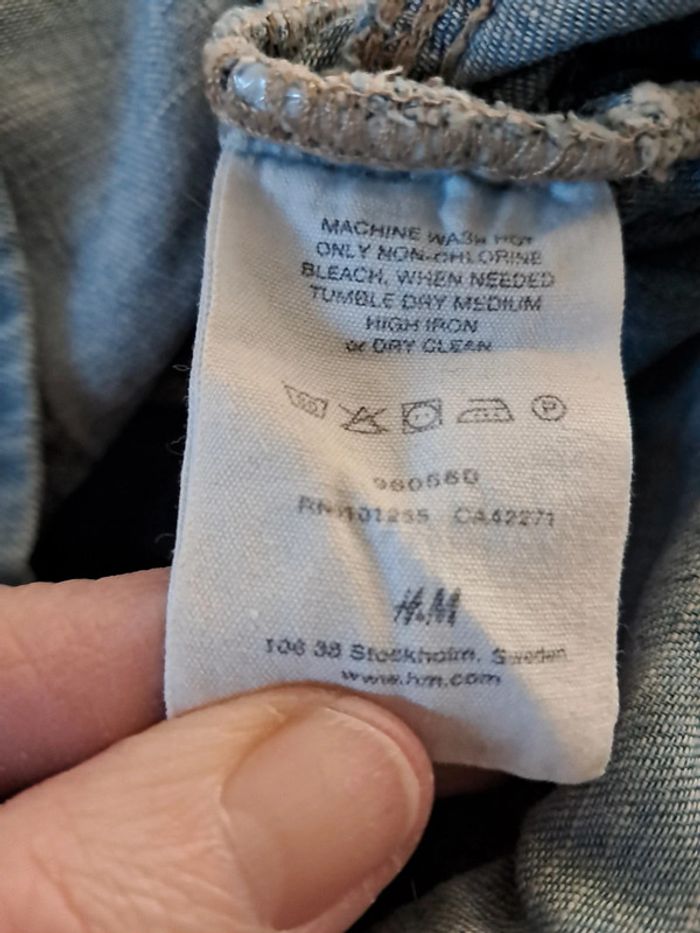 MACHINE WASH HOT
ONLY NON-CHLORINE
BLEACH, WHEN NEEDED
TUMBLE DRY MEDIUM
HIGH IRON
or DRY CLEAN
P
RN 101255 CA42271
H&M
106 38 Stockholm, Sweden
www.hm.com